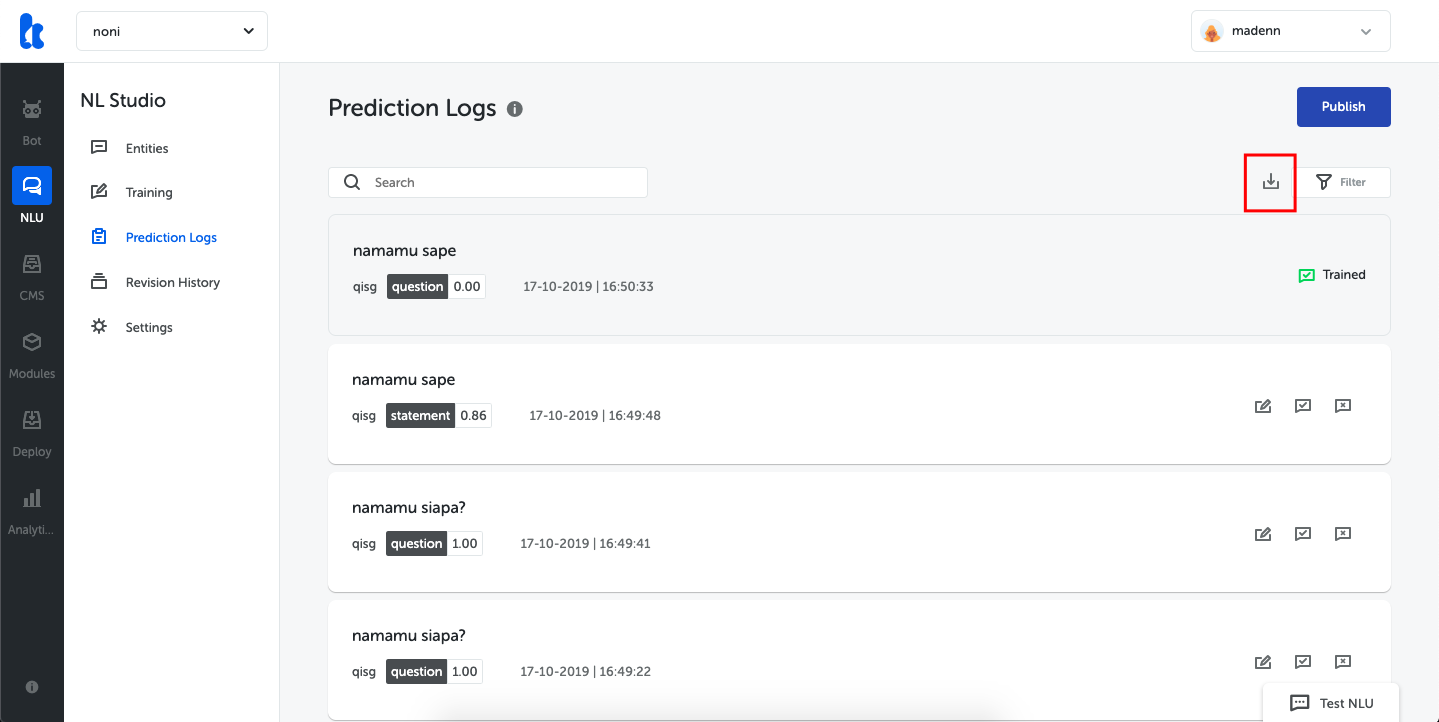 noni
madenn
NL Studio
Entities
Training
Prediction Logs
Revision History
Settings
Bot
NLU
CMS
Modules
Deploy
Analyti...
Prediction Logs
Publish
Search
Filter
namamu sape
qisg question 0.00 17-10-2019 | 16:50:33
Trained
namamu sape
qisg statement 0.86 17-10-2019 | 16:49:48
namamu siapa?
qisg question 1.00 17-10-2019 | 16:49:41
namamu siapa?
qisg question 1.00 17-10-2019 | 16:49:22
Test NLU